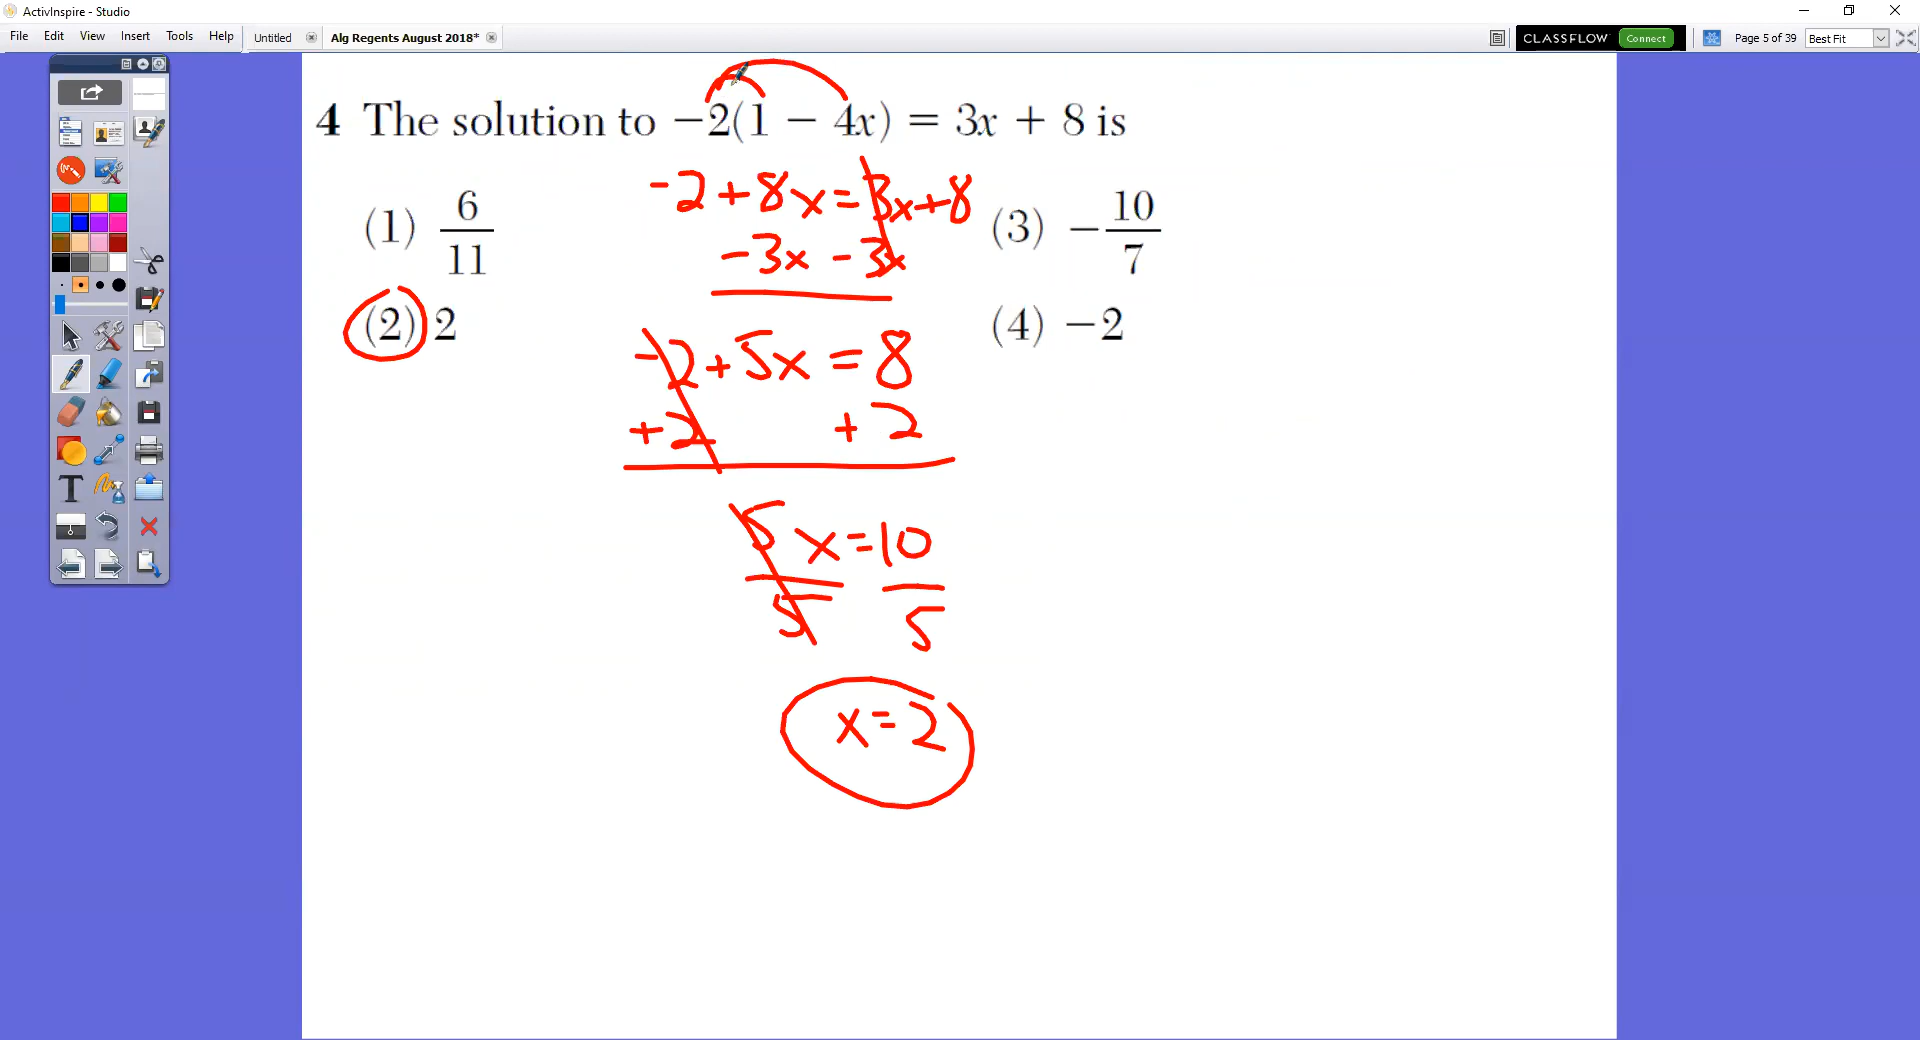 ActivInspire - Studio
File Edit View Insert Tools Help
Untitled
Alg Regents August 2018*
CLASSFLOW Connect
Page 5 of 39
Best Fit
4 The solution to −2(1 − 4x) = 3x + 8 is
(1) 6/11
(2) 2
(3) −10/7
(4) −2
-2+8x=3x+8
-3x -3x
-2+5x=8
+2 +2
5x=10
5 5
x=2
T